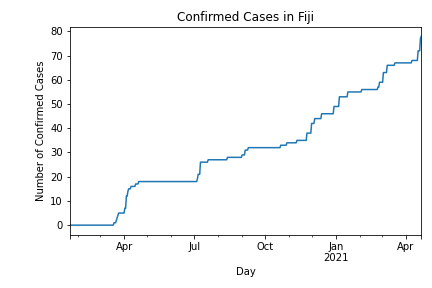 Confirmed Cases in Fiji
80
70
60
50
40
30
20
10
0
Number of Confirmed Cases
Apr Jul Oct Jan Apr
2021
Day